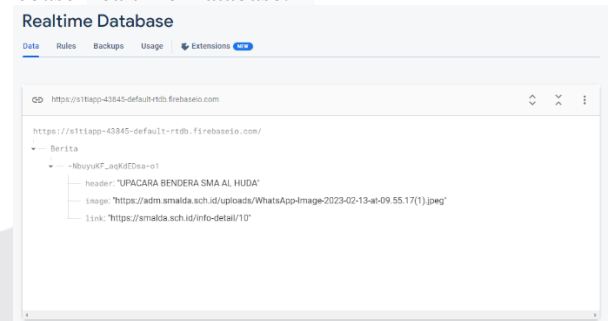 Realtime Database
Data Rules Backups Usage Extensions NEW
https://s1tiapp-43845-default-rtdb.firebaseio.com
https://s1tiapp-43845-default-rtdb.firebaseio.com/
Berita
-NbuyuKF_aqKdEDsa-o1
header: "UPACARA BENDERA SMA AL HUDA"
image: "https://adm.smalda.sch.id/uploads/WhatsApp-Image-2023-02-13-at-09.55.17(1).jpeg"
link: "https://smalda.sch.id/info-detail/10"